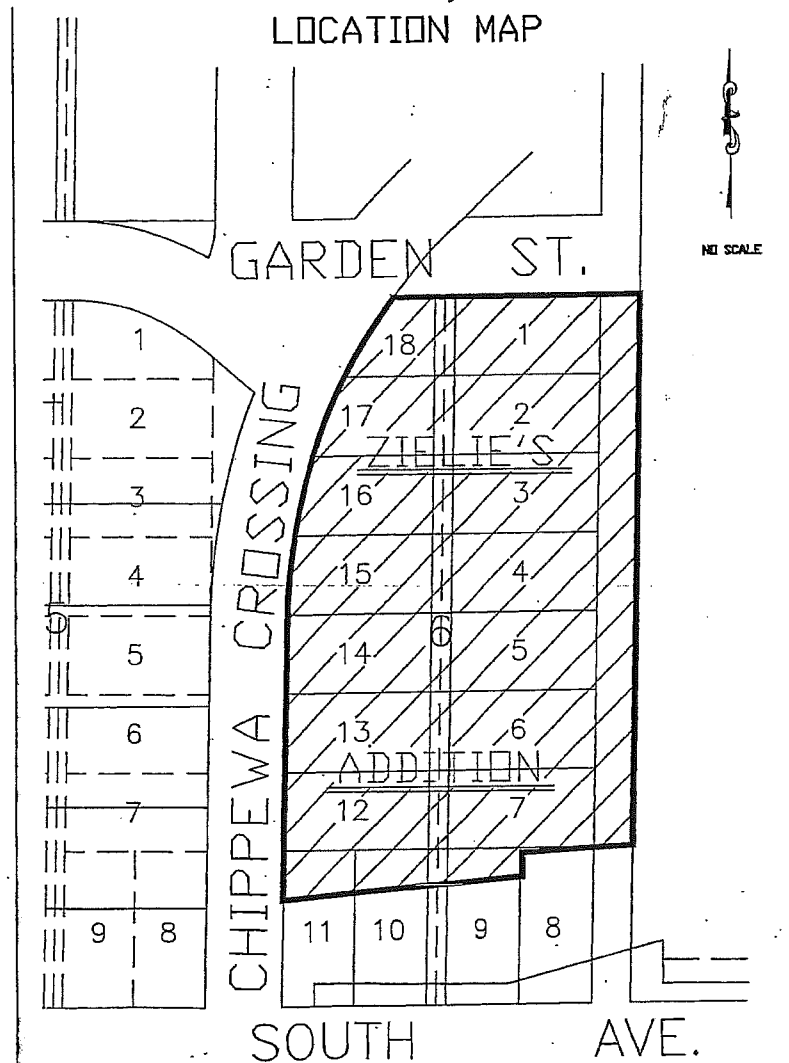 LOCATION MAP
NO SCALE
GARDEN ST.
CHIPPEWA CROSSING
1
2
3
4
5
6
7
9 8
18 1
17 2
ZIELIE'S
16 3
15 4
6
14 5
13 6
ADDITION
12 7
11 10 9 8
SOUTH AVE.